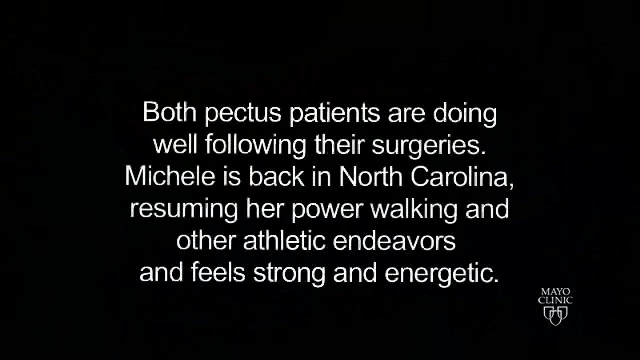 Both pectus patients are doing
well following their surgeries.
Michele is back in North Carolina,
resuming her power walking and
other athletic endeavors
and feels strong and energetic.
MAYO
CLINIC